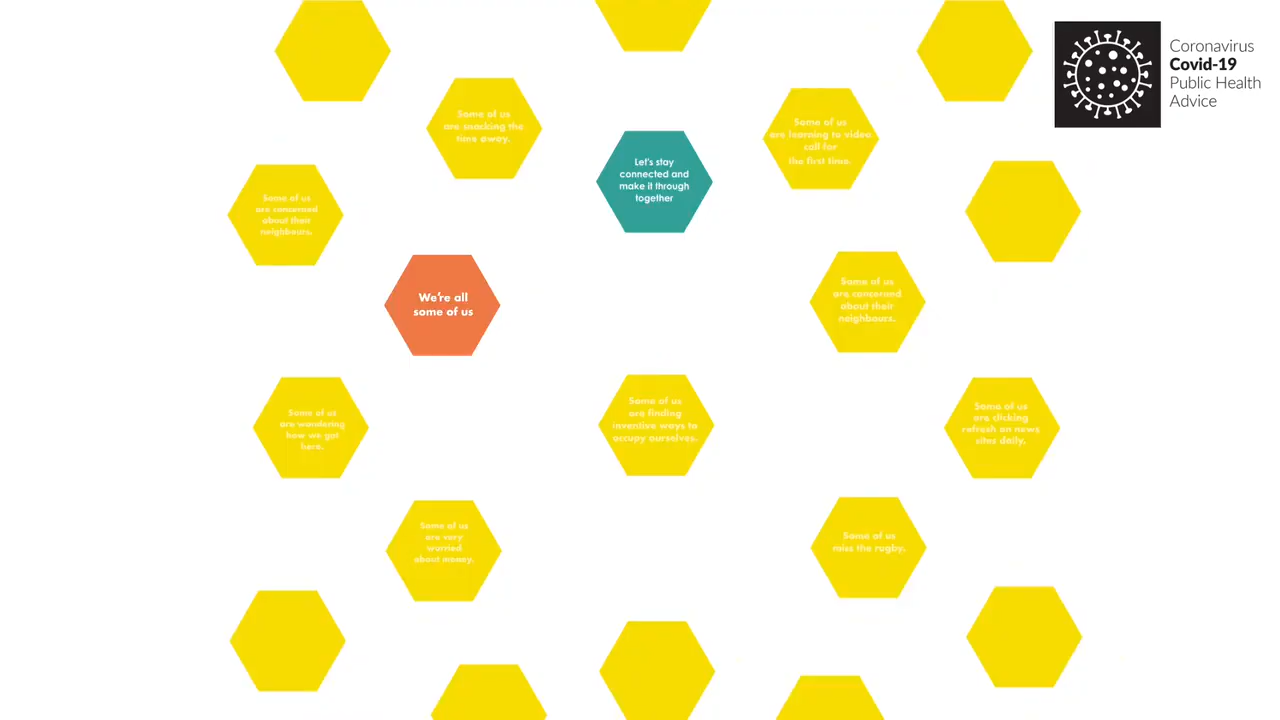 Coronavirus
Covid-19
Public Health
Advice
Some of us
are snacking the
time away.
Some of us
are learning to video
call for
the first time.
Let's stay
connected and
make it through
together
Some of us
are concerned
about their
neighbours.
We're all
some of us
Some of us
are concerned
about their
neighbours.
Some of us
are finding
inventive ways to
occupy ourselves.
Some of us
are wondering
how we got
here.
Some of us
are clicking
refresh on news
sites daily.
Some of us
are very
worried
about money.
Some of us
miss the rugby.